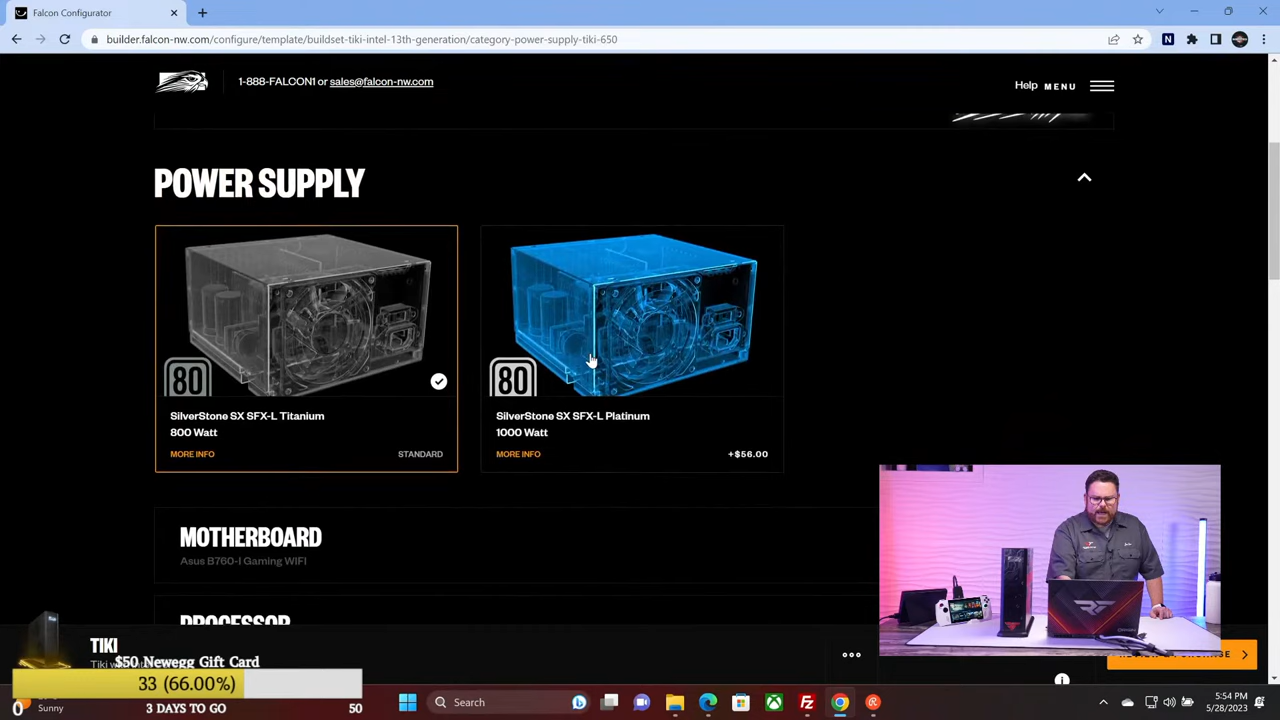 Falcon Configurator
builder.falcon-nw.com/configure/template/buildset-tiki-intel-13th-generation/category-power-supply-tiki-650
1-888-FALCON1 or sales@falcon-nw.com
Help MENU
POWER SUPPLY
80
SilverStone SX SFX-L Titanium
800 Watt
MORE INFO STANDARD
80
SilverStone SX SFX-L Platinum
1000 Watt
MORE INFO +$56.00
MOTHERBOARD
Asus B760-I Gaming WIFI
PROCESSOR
TIKI
Tiki
$50 Newegg Gift Card
33 (66.00%)
0 3 DAYS TO GO 50
Sunny
Search
5:54 PM
5/28/2023